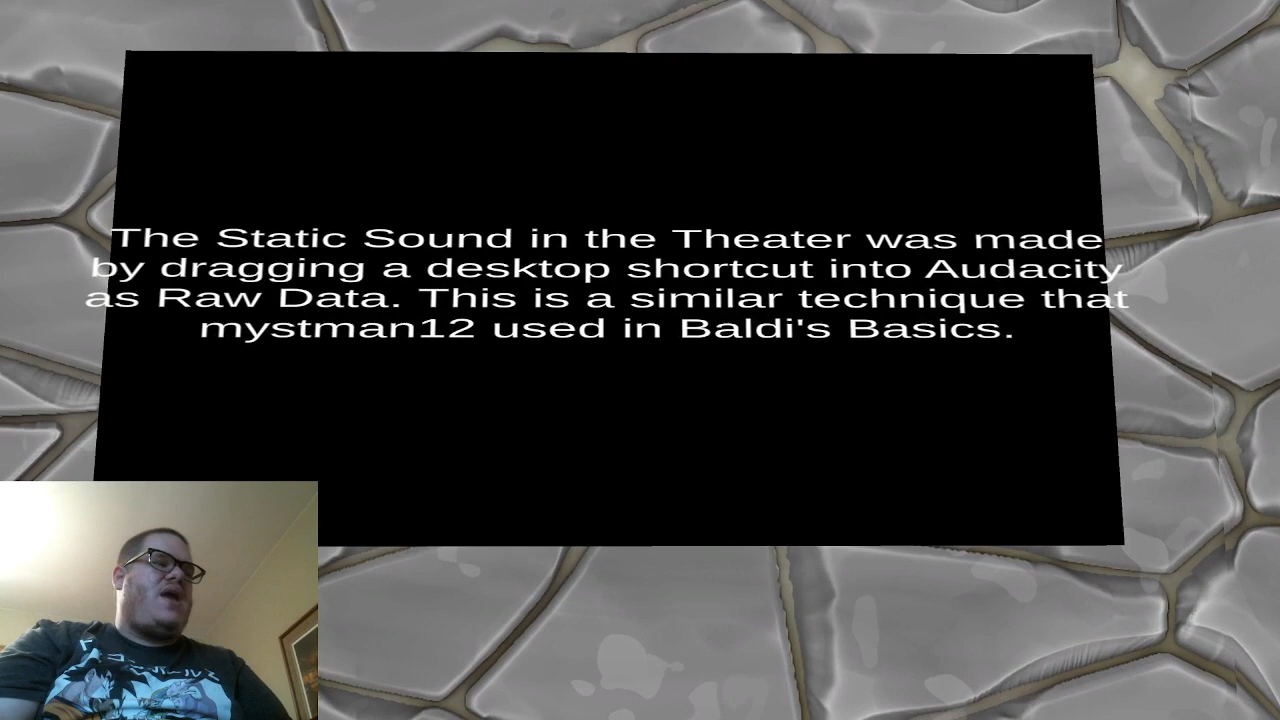 The Static Sound in the Theater was made
by dragging a desktop shortcut into Audacity
as Raw Data. This is a similar technique that
mystman12 used in Baldi's Basics.